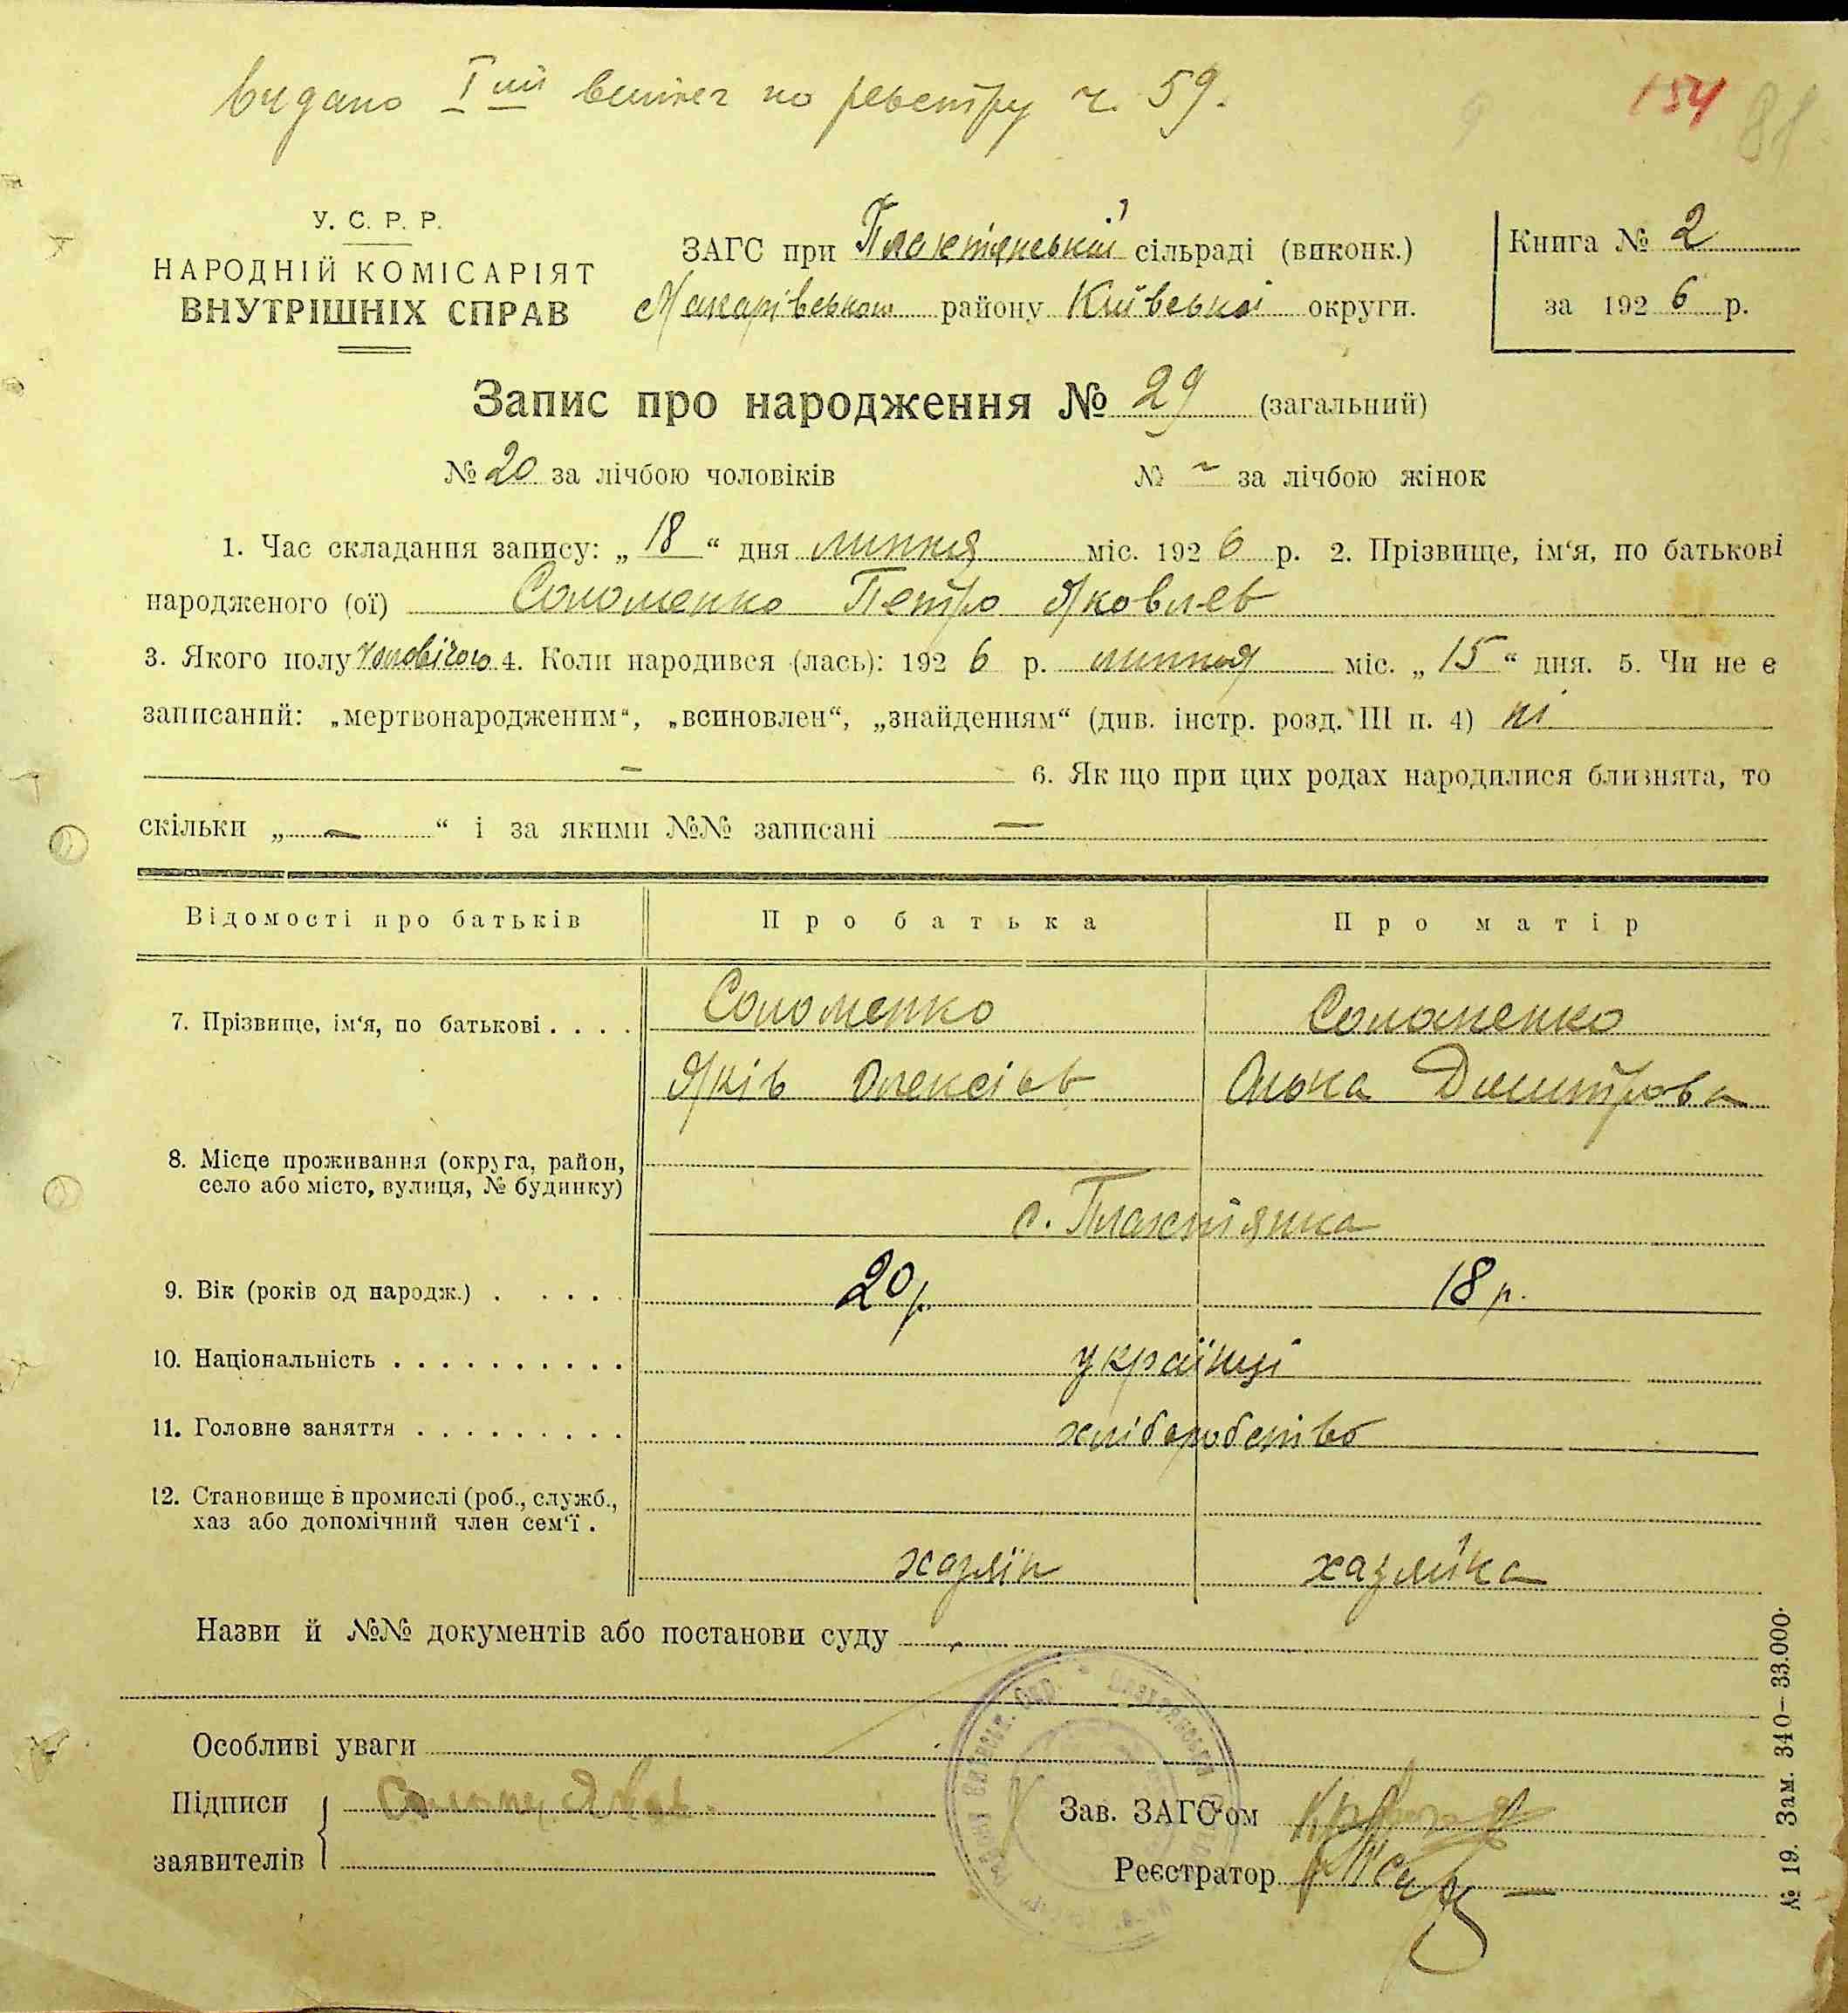 видано Iший витяг по реєстру ч. 59.
154
81
У. С. Р. Р.
НАРОДНІЙ КОМІСАРІЯТ
ВНУТРІШНІХ СПРАВ
ЗАГС при Плахтянській сільраді (виконк.)
Макарівського району Київської округи.
Книга № 2
за 1926 р.
Запис про народження № 29 (загальний)
№ 20 за лічбою чоловіків № ~ за лічбою жінок
1. Час складання запису: „ 18 “ дня липня міс. 1926 р. 2. Прізвище, ім‘я, по батькові
народженого (ої) Соломенко Петро Яковлев
3. Якого полу чоловічого 4. Коли народився (лась): 1926 р. липня міс. „ 15 “ дня. 5. Чи не є
записаний: „мертвонародженим“, „всиновлен“, „знайденням“ (див. інстр. розд. III п. 4) ні
— 6. Як що при цих родах народилися близнята, то
скільки „ — “ і за якими №№ записані —
Відомості про батьків Про батька Про матір
7. Прізвище, ім‘я, по батькові . . . . Соломенко Соломенко
Яків Олексієв Олька Димитрова
8. Місце проживання (округа, район,
село або місто, вулиця, № будинку)
с. Плахтянка
9. Вік (років од народж.) . . . . . 20 р. 18 р.
10. Національність . . . . . . . . . . українці
11. Головне заняття . . . . . . . . . хліборобство
12. Становище в промислі (роб., служб.,
хаз або допомічний член сем‘ї .
хазяїн хазяйка
Назви й №№ документів або постанови суду
Особливі уваги
Підписи
заявителів
Зав. ЗАГС-ом
Реєстратор
№ 19. Зам. 340–33.000.